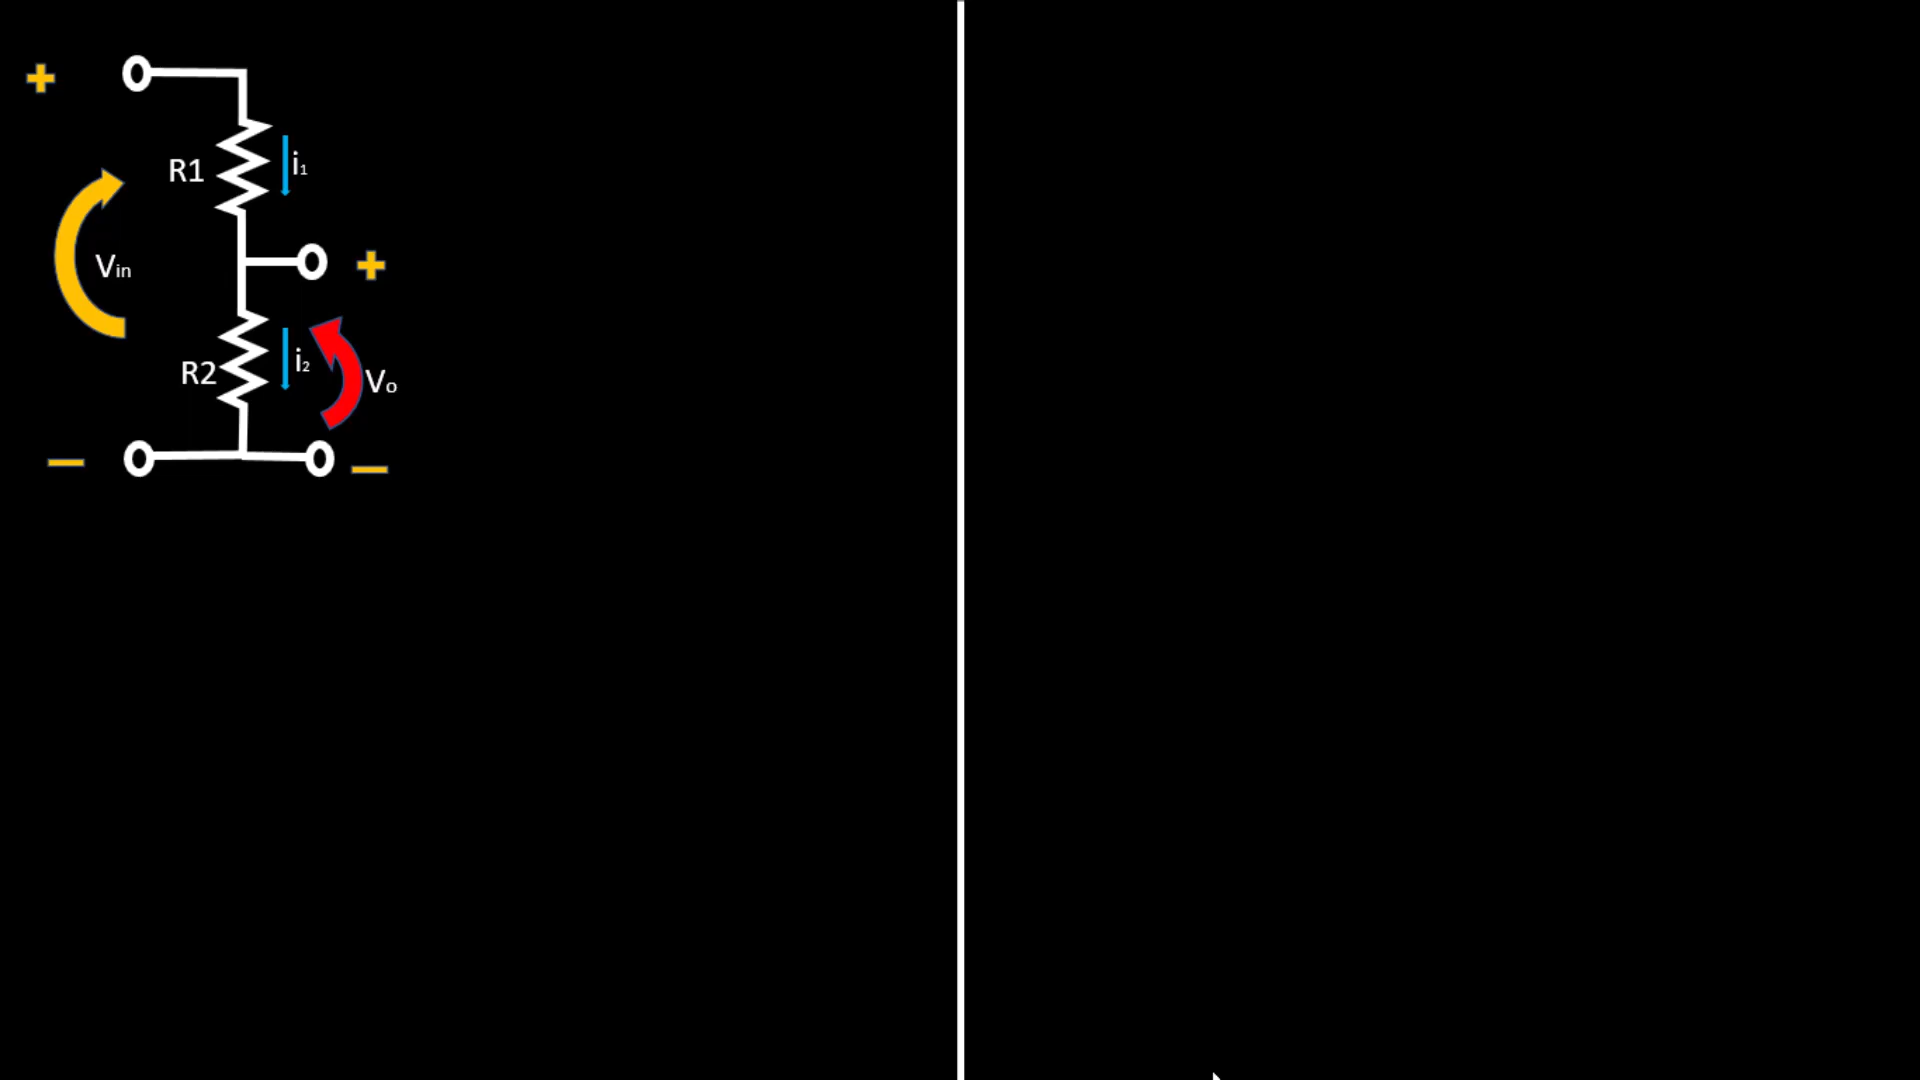 +
i₁
R1
Vin
+
i₂
R2
Vo
–
–